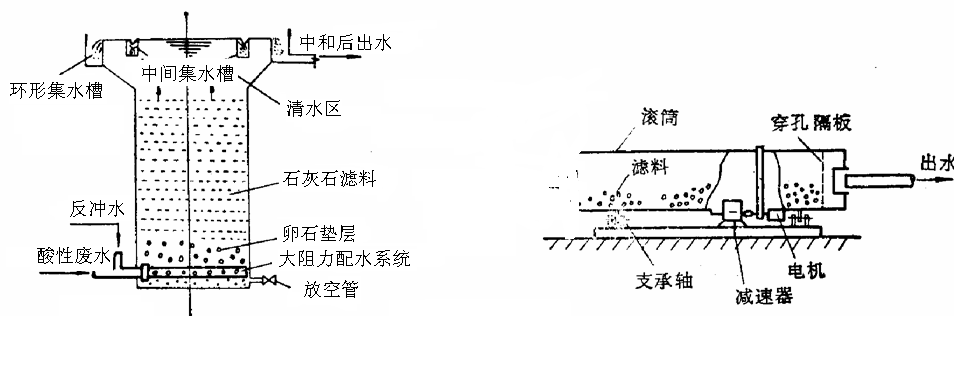 中和后出水
环形集水槽
中间集水槽
清水区
石灰石滤料
反冲水
卵石垫层
酸性废水
大阻力配水系统
放空管
滚筒
穿孔隔板
滤料
出水
支承轴
减速器
电机